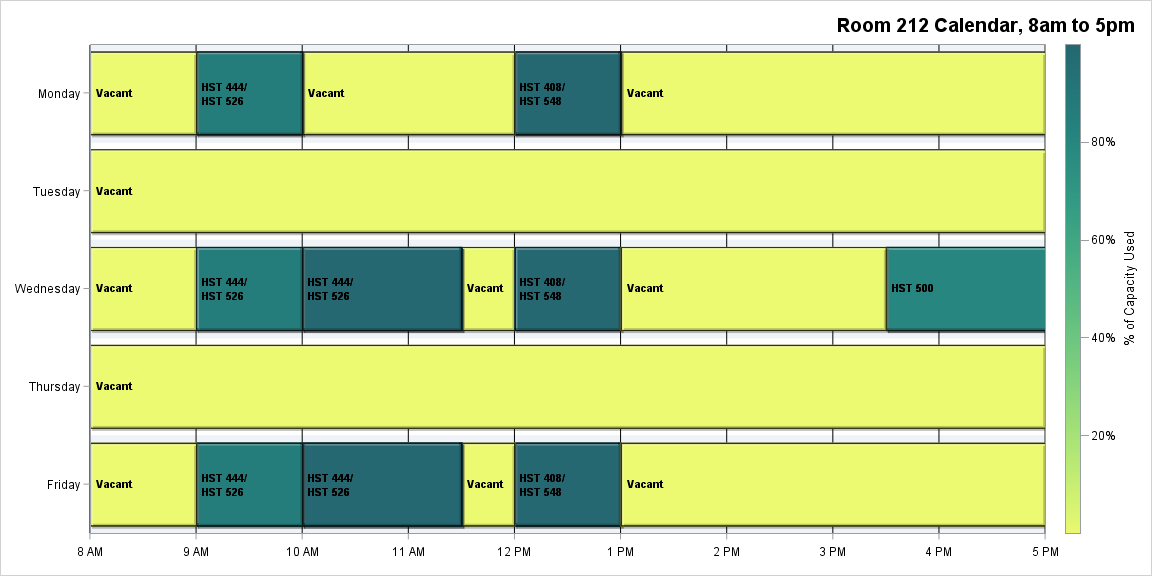 Room 212 Calendar, 8am to 5pm
Monday
Vacant
HST 444/
HST 526
Vacant
HST 408/
HST 548
Vacant
Tuesday
Vacant
Wednesday
Vacant
HST 444/
HST 526
HST 444/
HST 526
Vacant
HST 408/
HST 548
Vacant
HST 500
Thursday
Vacant
Friday
Vacant
HST 444/
HST 526
HST 444/
HST 526
Vacant
HST 408/
HST 548
Vacant
8 AM
9 AM
10 AM
11 AM
12 PM
1 PM
2 PM
3 PM
4 PM
5 PM
80%
60%
40%
20%
% of Capacity Used